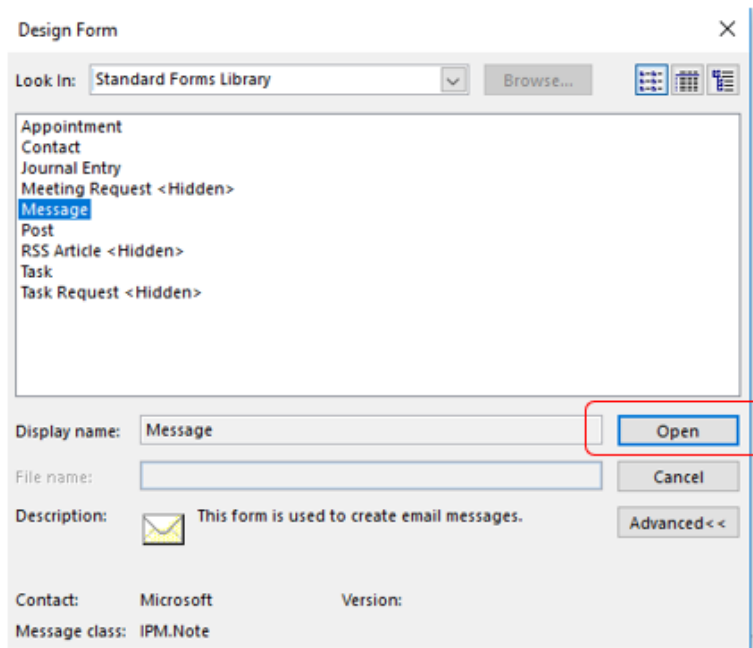 Design Form
Look In: Standard Forms Library Browse...
Appointment
Contact
Journal Entry
Meeting Request <Hidden>
Message
Post
RSS Article <Hidden>
Task
Task Request <Hidden>
Display name: Message Open
File name: Cancel
Description: This form is used to create email messages. Advanced<<
Contact: Microsoft Version:
Message class: IPM.Note